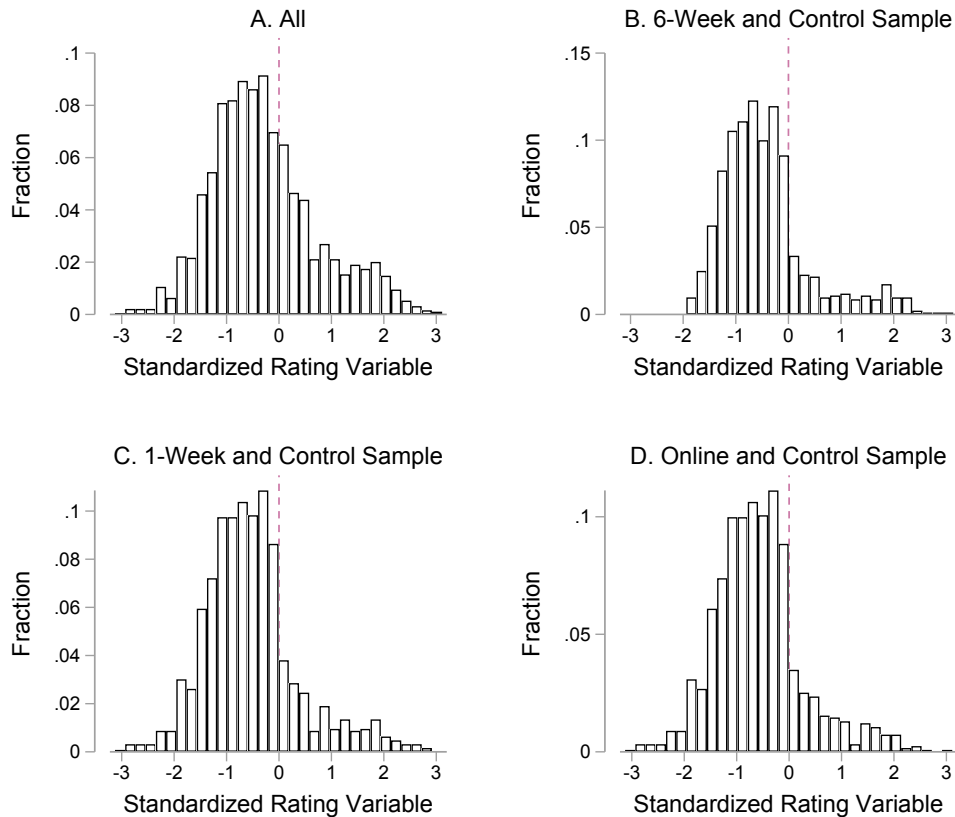 A. All
Fraction
.1
.08
.06
.04
.02
0
-3 -2 -1 0 1 2 3
Standardized Rating Variable
B. 6-Week and Control Sample
Fraction
.15
.1
.05
0
-3 -2 -1 0 1 2 3
Standardized Rating Variable
C. 1-Week and Control Sample
Fraction
.1
.08
.06
.04
.02
0
-3 -2 -1 0 1 2 3
Standardized Rating Variable
D. Online and Control Sample
Fraction
.1
.05
0
-3 -2 -1 0 1 2 3
Standardized Rating Variable